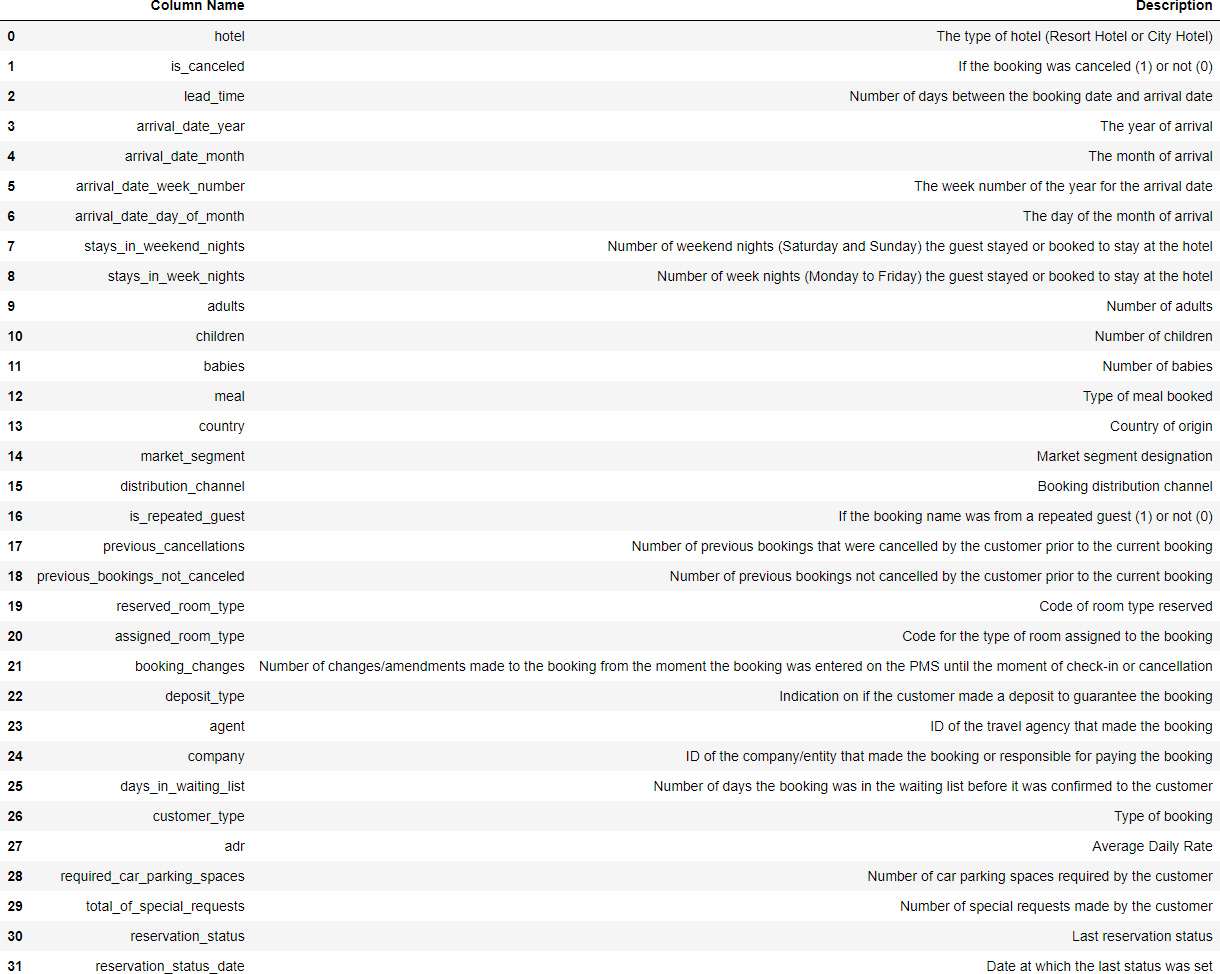 Column Name Description
0 hotel The type of hotel (Resort Hotel or City Hotel)
1 is_canceled If the booking was canceled (1) or not (0)
2 lead_time Number of days between the booking date and arrival date
3 arrival_date_year The year of arrival
4 arrival_date_month The month of arrival
5 arrival_date_week_number The week number of the year for the arrival date
6 arrival_date_day_of_month The day of the month of arrival
7 stays_in_weekend_nights Number of weekend nights (Saturday and Sunday) the guest stayed or booked to stay at the hotel
8 stays_in_week_nights Number of week nights (Monday to Friday) the guest stayed or booked to stay at the hotel
9 adults Number of adults
10 children Number of children
11 babies Number of babies
12 meal Type of meal booked
13 country Country of origin
14 market_segment Market segment designation
15 distribution_channel Booking distribution channel
16 is_repeated_guest If the booking name was from a repeated guest (1) or not (0)
17 previous_cancellations Number of previous bookings that were cancelled by the customer prior to the current booking
18 previous_bookings_not_canceled Number of previous bookings not cancelled by the customer prior to the current booking
19 reserved_room_type Code of room type reserved
20 assigned_room_type Code for the type of room assigned to the booking
21 booking_changes Number of changes/amendments made to the booking from the moment the booking was entered on the PMS until the moment of check-in or cancellation
22 deposit_type Indication on if the customer made a deposit to guarantee the booking
23 agent ID of the travel agency that made the booking
24 company ID of the company/entity that made the booking or responsible for paying the booking
25 days_in_waiting_list Number of days the booking was in the waiting list before it was confirmed to the customer
26 customer_type Type of booking
27 adr Average Daily Rate
28 required_car_parking_spaces Number of car parking spaces required by the customer
29 total_of_special_requests Number of special requests made by the customer
30 reservation_status Last reservation status
31 reservation_status_date Date at which the last status was set